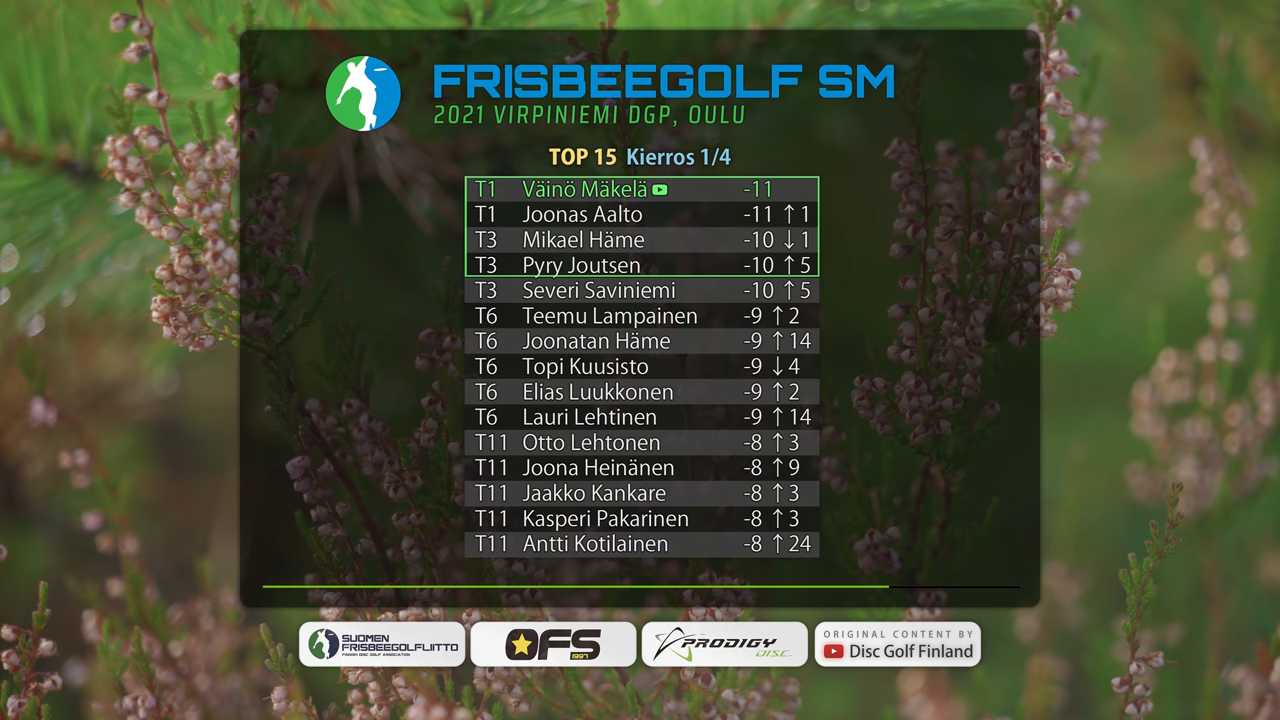 FRISBEEGOLF SM
2021 VIRPINIEMI DGP, OULU
TOP 15 Kierros 1/4
T1 Väinö Mäkelä -11
T1 Joonas Aalto -11 ↑ 1
T3 Mikael Häme -10 ↓ 1
T3 Pyry Joutsen -10 ↑ 5
T3 Severi Saviniemi -10 ↑ 5
T6 Teemu Lampainen -9 ↑ 2
T6 Joonatan Häme -9 ↑ 14
T6 Topi Kuusisto -9 ↓ 4
T6 Elias Luukkonen -9 ↑ 2
T6 Lauri Lehtinen -9 ↑ 14
T11 Otto Lehtonen -8 ↑ 3
T11 Joona Heinänen -8 ↑ 9
T11 Jaakko Kankare -8 ↑ 3
T11 Kasperi Pakarinen -8 ↑ 3
T11 Antti Kotilainen -8 ↑ 24
SUOMEN
FRISBEEGOLFLIITTO
FINNISH DISC GOLF ASSOCIATION
OFS
1997
PRODIGY
DISC
ORIGINAL CONTENT BY
Disc Golf Finland